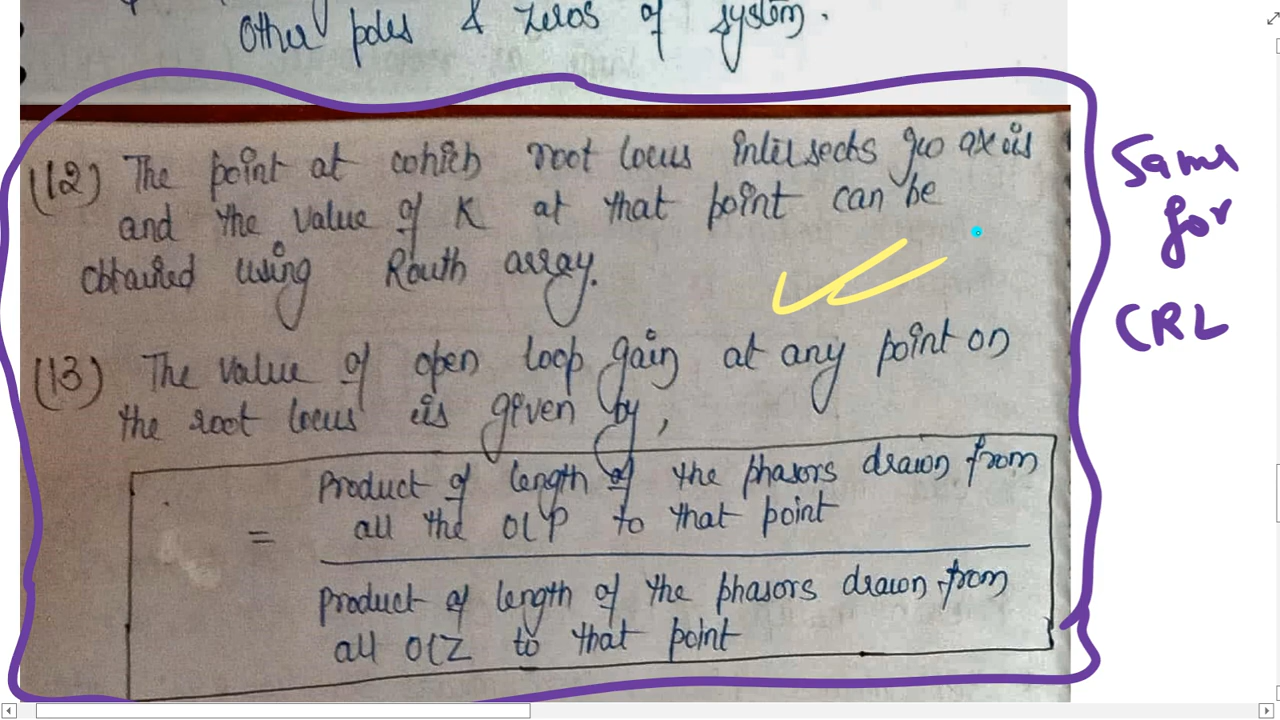 Other poles & zeros of system.
(12) The point at which root locus intersects jω axis
and the value of K at that point can be
obtained using Routh array.
(13) The value of open loop gain at any point on
the root locus is given by,
= Product of length of the phasors drawn from
all the OLP to that point
product of length of the phasors drawn from
all OLZ to that point
Same
for
CRL